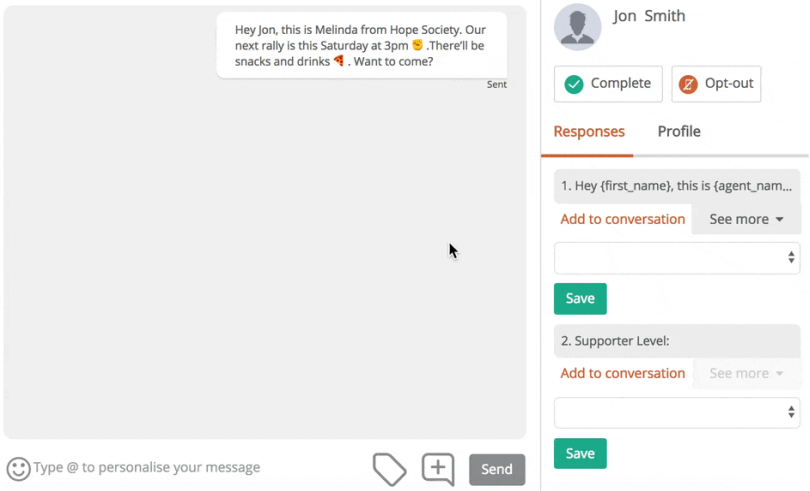 Hey Jon, this is Melinda from Hope Society. Our
next rally is this Saturday at 3pm ✊ .There'll be
snacks and drinks 🍕 . Want to come?
Sent
Type @ to personalise your message
Send
Jon Smith
Complete
Opt-out
Responses
Profile
1. Hey {first_name}, this is {agent_nam...
Add to conversation
See more
Save
2. Supporter Level:
Add to conversation
See more
Save